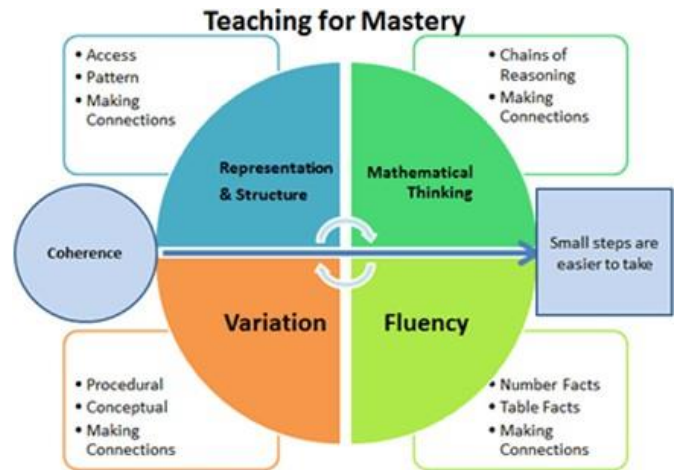 Teaching for Mastery
• Access
• Pattern
• Making
Connections
• Chains of
Reasoning
• Making
Connections
Representation
& Structure
Mathematical
Thinking
Coherence
Small steps are
easier to take
Variation
Fluency
• Procedural
• Conceptual
• Making
Connections
• Number Facts
• Table Facts
• Making
Connections